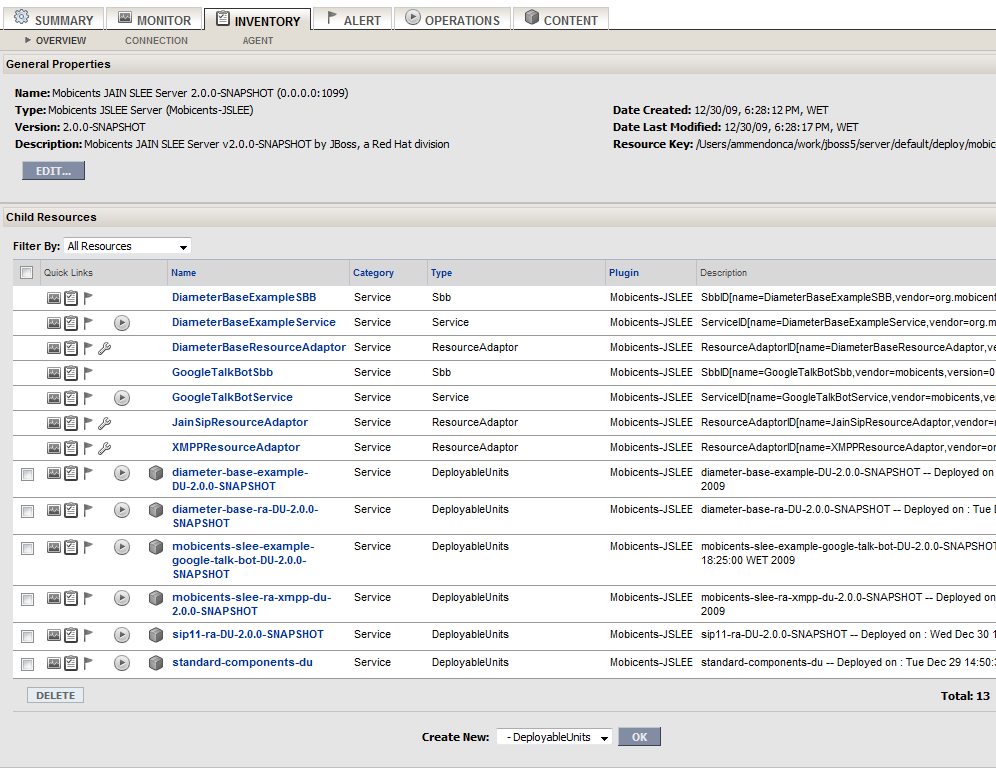 SUMMARY MONITOR INVENTORY ALERT OPERATIONS CONTENT
OVERVIEW CONNECTION AGENT
General Properties
Name: Mobicents JAIN SLEE Server 2.0.0-SNAPSHOT (0.0.0.0:1099)
Type: Mobicents JSLEE Server (Mobicents-JSLEE) Date Created: 12/30/09, 6:28:12 PM, WET
Version: 2.0.0-SNAPSHOT Date Last Modified: 12/30/09, 6:28:17 PM, WET
Description: Mobicents JAIN SLEE Server v2.0.0-SNAPSHOT by JBoss, a Red Hat division Resource Key: /Users/ammendonca/work/jboss5/server/default/deploy/mobic
EDIT...
Child Resources
Filter By: All Resources
Quick Links Name Category Type Plugin Description
DiameterBaseExampleSBB Service Sbb Mobicents-JSLEE SbbID[name=DiameterBaseExampleSBB,vendor=org.mobicent
DiameterBaseExampleService Service Service Mobicents-JSLEE ServiceID[name=DiameterBaseExampleService,vendor=org.m
DiameterBaseResourceAdaptor Service ResourceAdaptor Mobicents-JSLEE ResourceAdaptorID[name=DiameterBaseResourceAdaptor,ve
GoogleTalkBotSbb Service Sbb Mobicents-JSLEE SbbID[name=GoogleTalkBotSbb,vendor=mobicents,version=0
GoogleTalkBotService Service Service Mobicents-JSLEE ServiceID[name=GoogleTalkBotService,vendor=mobicents,ve
JainSipResourceAdaptor Service ResourceAdaptor Mobicents-JSLEE ResourceAdaptorID[name=JainSipResourceAdaptor,vendor=n
XMPPResourceAdaptor Service ResourceAdaptor Mobicents-JSLEE ResourceAdaptorID[name=XMPPResourceAdaptor,vendor=or
diameter-base-example- Service DeployableUnits Mobicents-JSLEE diameter-base-example-DU-2.0.0-SNAPSHOT -- Deployed on
DU-2.0.0-SNAPSHOT 2009
diameter-base-ra-DU-2.0.0- Service DeployableUnits Mobicents-JSLEE diameter-base-ra-DU-2.0.0-SNAPSHOT -- Deployed on : Tue D
SNAPSHOT
mobicents-slee-example- Service DeployableUnits Mobicents-JSLEE mobicents-slee-example-google-talk-bot-DU-2.0.0-SNAPSHOT
google-talk-bot-DU-2.0.0- 18:25:00 WET 2009
SNAPSHOT
mobicents-slee-ra-xmpp-du- Service DeployableUnits Mobicents-JSLEE mobicents-slee-ra-xmpp-du-2.0.0-SNAPSHOT -- Deployed on
2.0.0-SNAPSHOT 2009
sip11-ra-DU-2.0.0-SNAPSHOT Service DeployableUnits Mobicents-JSLEE sip11-ra-DU-2.0.0-SNAPSHOT -- Deployed on : Wed Dec 30 1
standard-components-du Service DeployableUnits Mobicents-JSLEE standard-components-du -- Deployed on : Tue Dec 29 14:50:3
DELETE Total: 13
Create New: - DeployableUnits OK